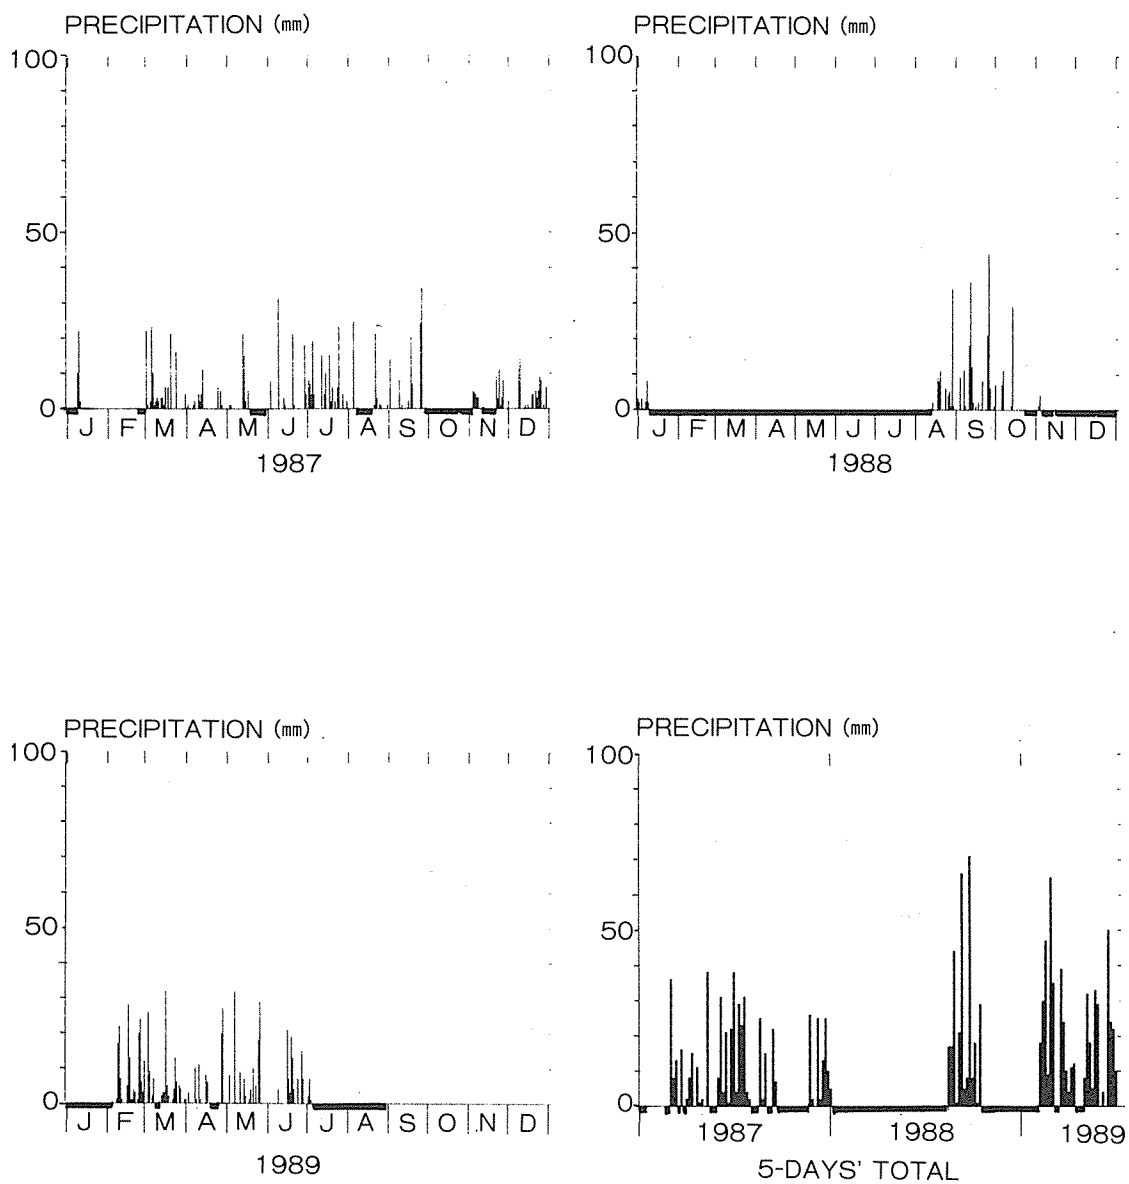 PRECIPITATION (mm)
100
50
0
J F M A M J J A S O N D
1987
PRECIPITATION (mm)
100
50
0
J F M A M J J A S O N D
1988
PRECIPITATION (mm)
100
50
0
J F M A M J J A S O N D
1989
PRECIPITATION (mm)
100
50
0
1987 1988 1989
5-DAYS' TOTAL